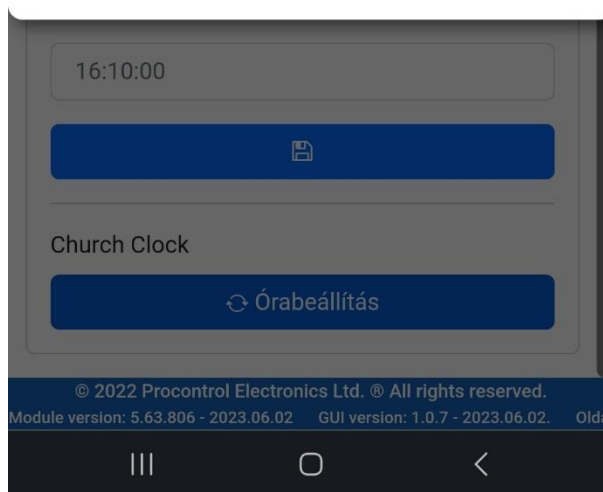 16:10:00
Church Clock
Órabeállítás
© 2022 Procontrol Electronics Ltd. ® All rights reserved.
Module version: 5.63.806 - 2023.06.02 GUI version: 1.0.7 - 2023.06.02.